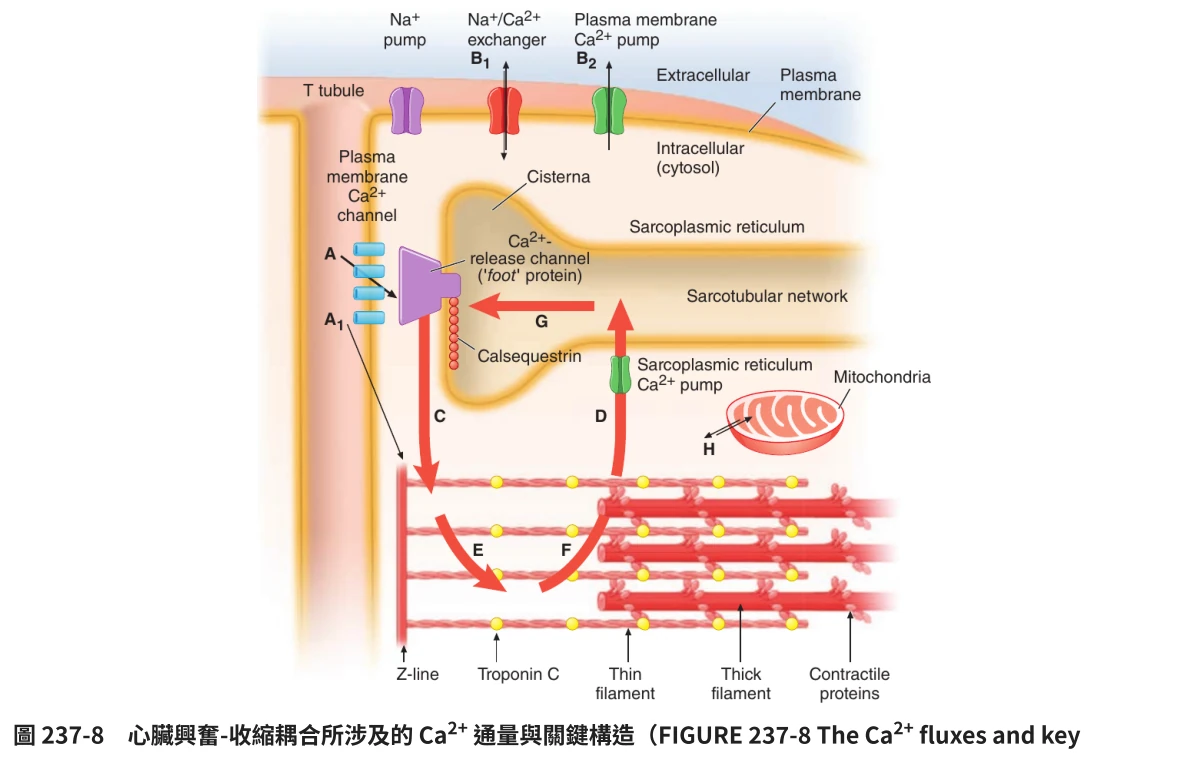 Na⁺
pump
Na⁺/Ca²⁺
exchanger
B₁
Plasma membrane
Ca²⁺ pump
B₂
Extracellular
Plasma
membrane
T tubule
Intracellular
(cytosol)
Plasma
membrane
Ca²⁺
channel
Cisterna
Sarcoplasmic reticulum
Ca²⁺-
release channel
('foot' protein)
A
Sarcotubular network
G
A₁
Calsequestrin
Sarcoplasmic reticulum
Ca²⁺ pump
Mitochondria
C
D
H
E
F
Z-line
Troponin C
Thin
filament
Thick
filament
Contractile
proteins
圖 237-8 心臟興奮-收縮耦合所涉及的 Ca²⁺ 通量與關鍵構造（FIGURE 237-8 The Ca²⁺ fluxes and key